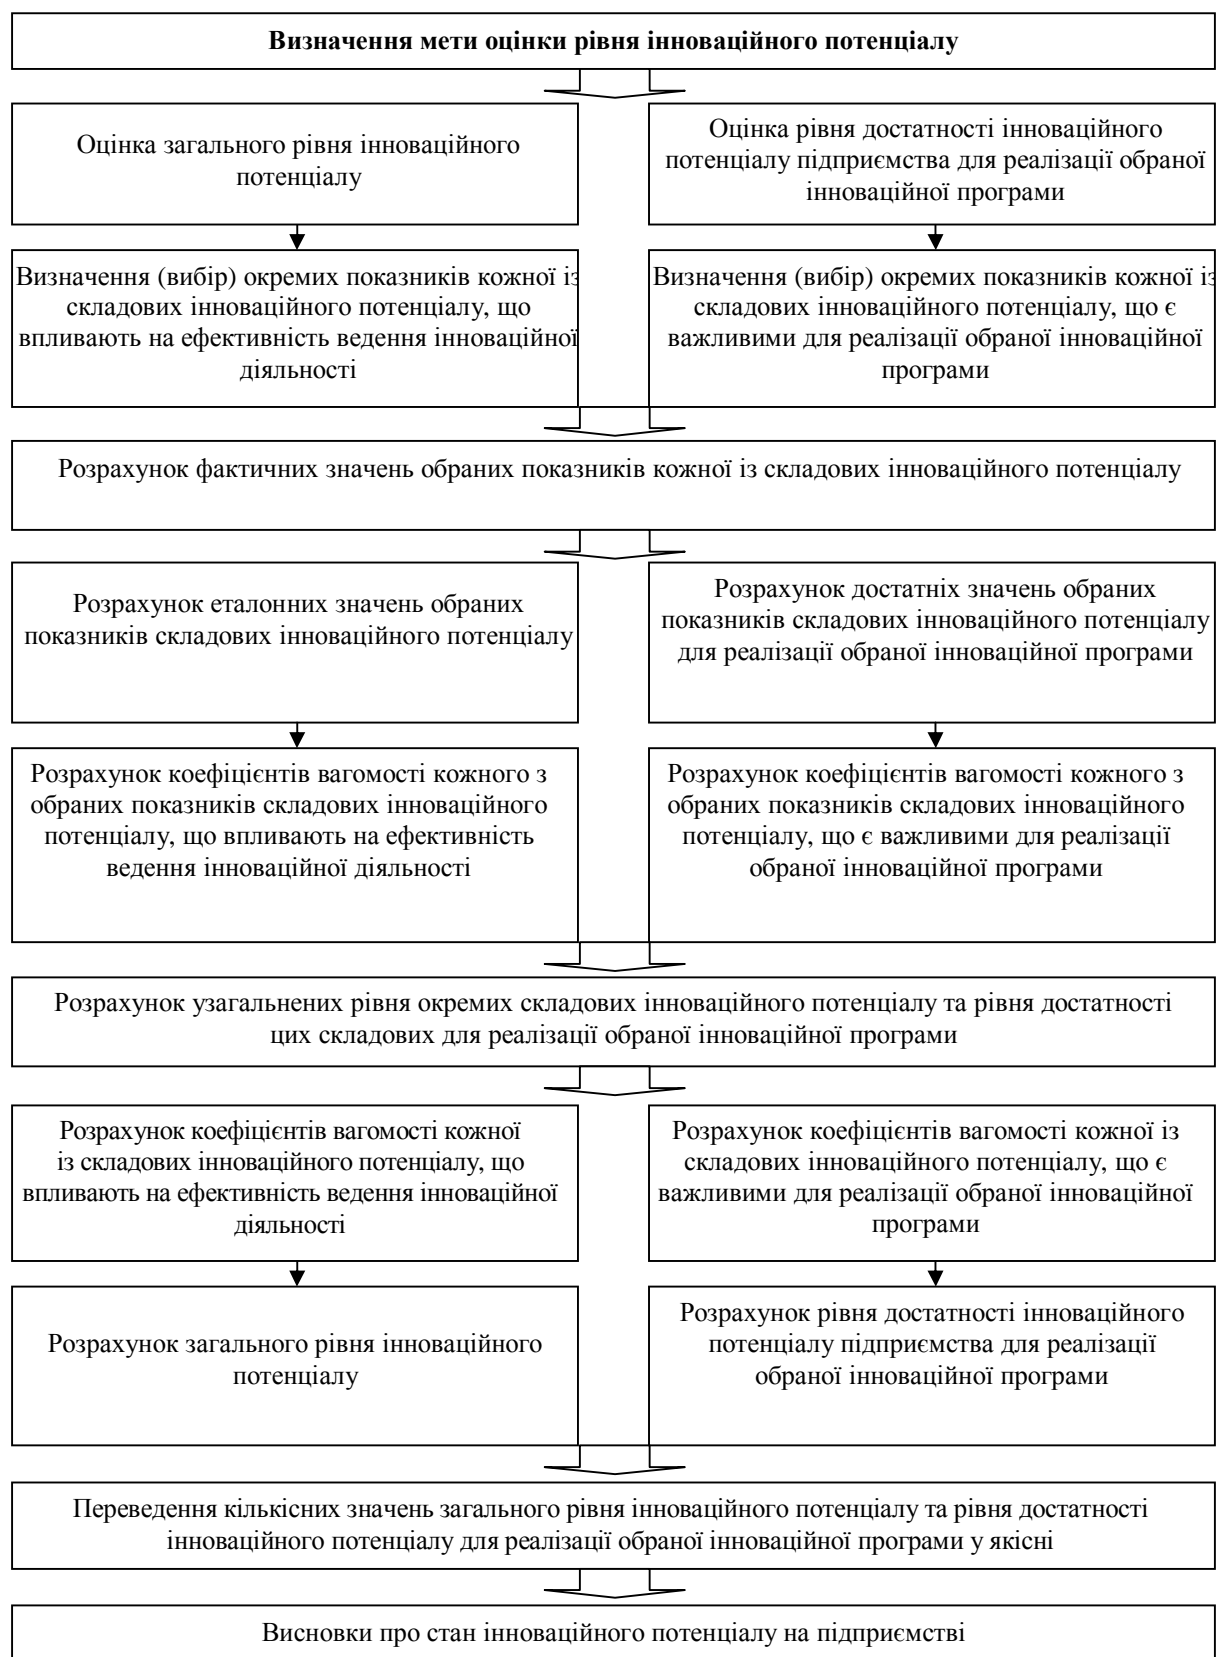 Визначення мети оцінки рівня інноваційного потенціалу
Оцінка загального рівня інноваційного
потенціалу
Оцінка рівня достатності інноваційного
потенціалу підприємства для реалізації обраної
інноваційної програми
Визначення (вибір) окремих показників кожної із
складових інноваційного потенціалу, що
впливають на ефективність ведення інноваційної
діяльності
Визначення (вибір) окремих показників кожної із
складових інноваційного потенціалу, що є
важливими для реалізації обраної інноваційної
програми
Розрахунок фактичних значень обраних показників кожної із складових інноваційного потенціалу
Розрахунок еталонних значень обраних
показників складових інноваційного потенціалу
Розрахунок достатніх значень обраних
показників складових інноваційного потенціалу
для реалізації обраної інноваційної програми
Розрахунок коефіцієнтів вагомості кожного з
обраних показників складових інноваційного
потенціалу, що впливають на ефективність
ведення інноваційної діяльності
Розрахунок коефіцієнтів вагомості кожного з
обраних показників складових інноваційного
потенціалу, що є важливими для реалізації
обраної інноваційної програми
Розрахунок узагальнених рівня окремих складових інноваційного потенціалу та рівня достатності
цих складових для реалізації обраної інноваційної програми
Розрахунок коефіцієнтів вагомості кожної
із складових інноваційного потенціалу, що
впливають на ефективність ведення інноваційної
діяльності
Розрахунок коефіцієнтів вагомості кожної із
складових інноваційного потенціалу, що є
важливими для реалізації обраної інноваційної
програми
Розрахунок загального рівня інноваційного
потенціалу
Розрахунок рівня достатності інноваційного
потенціалу підприємства для реалізації
обраної інноваційної програми
Переведення кількісних значень загального рівня інноваційного потенціалу та рівня достатності
інноваційного потенціалу для реалізації обраної інноваційної програми у якісні
Висновки про стан інноваційного потенціалу на підприємстві